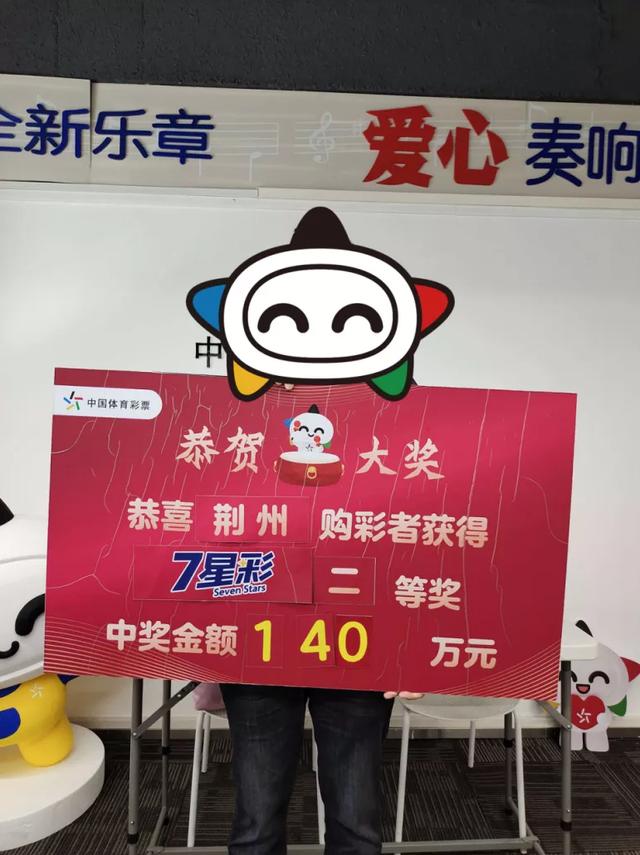 全新乐章
爱心奏响
中
中国体育彩票
恭贺 大奖
恭喜 荆州 购彩者获得
7星彩 二 等奖
Seven Stars
中奖金额 1 40 万元